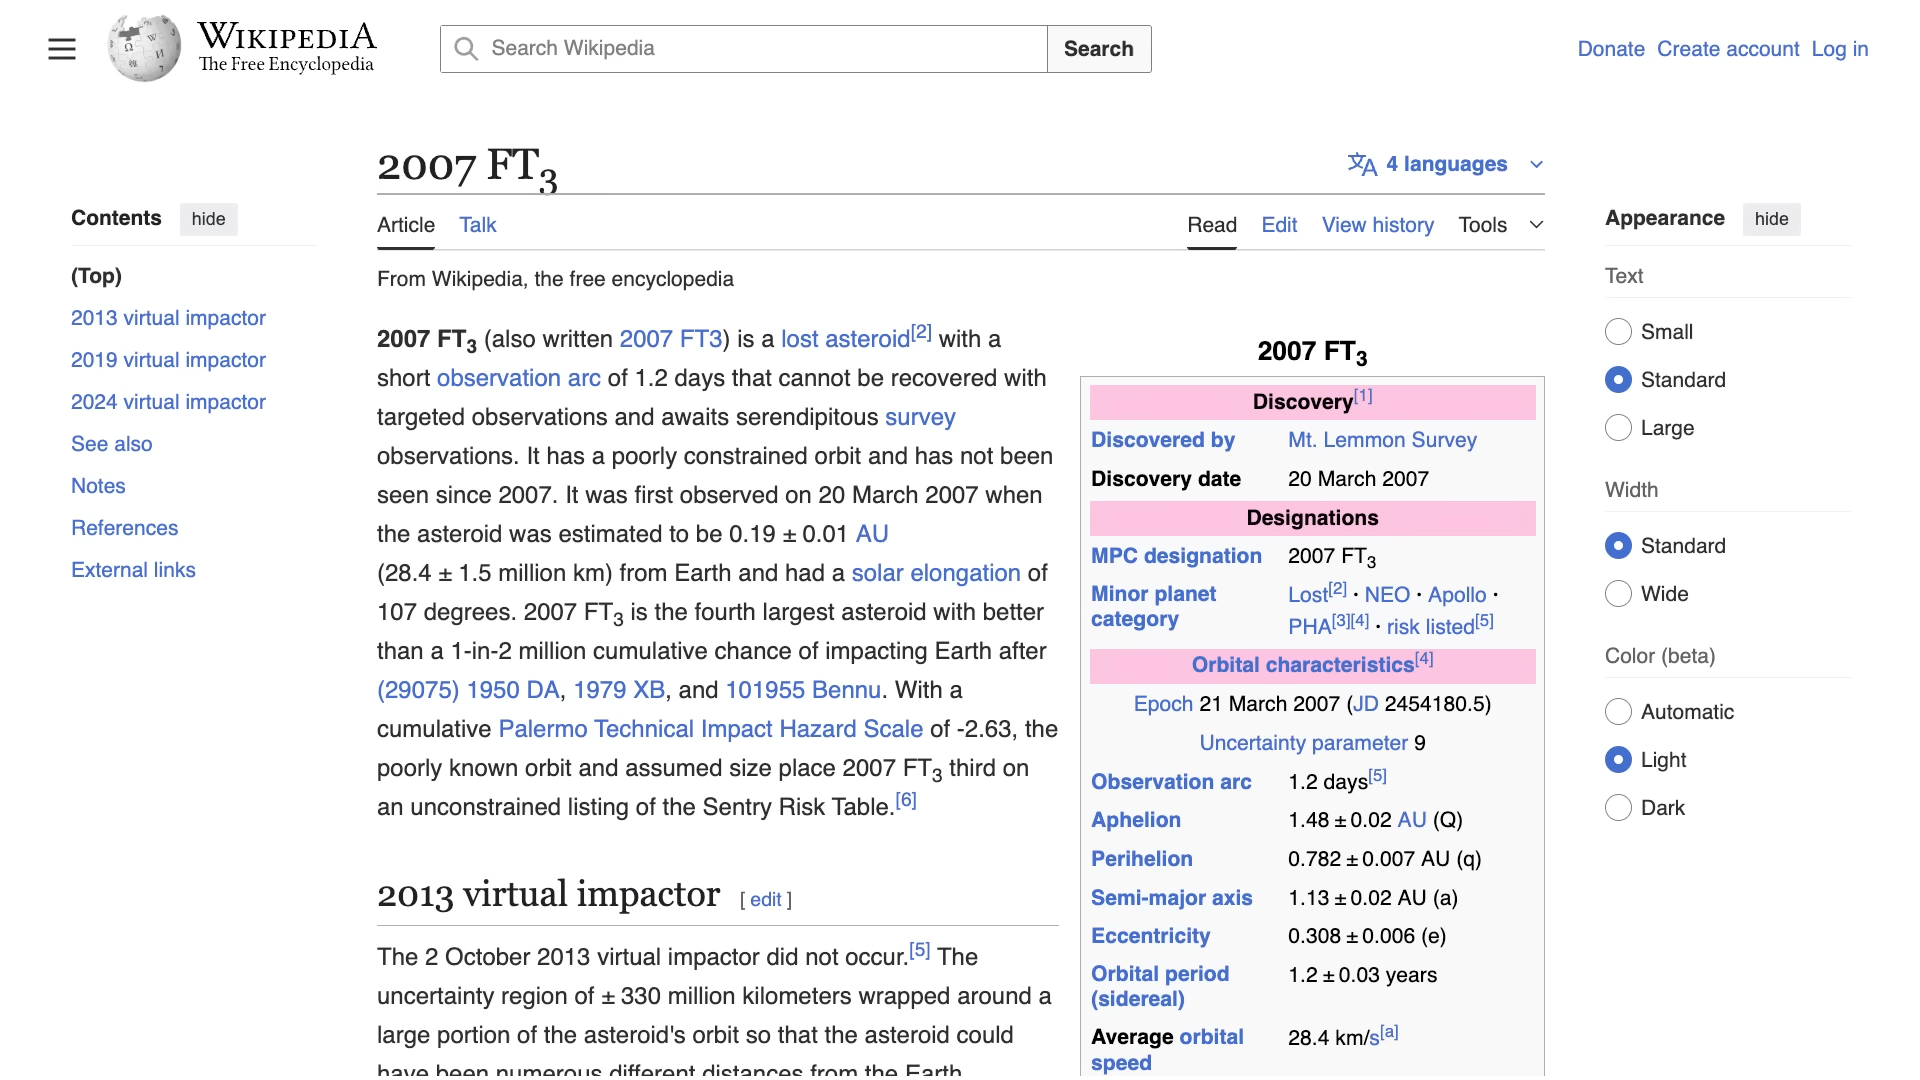 WIKIPEDIA
The Free Encyclopedia
Search Wikipedia
Search
Donate
Create account
Log in
Contents
hide
(Top)
2013 virtual impactor
2019 virtual impactor
2024 virtual impactor
See also
Notes
References
External links
2007 FT3
4 languages
Article
Talk
Read
Edit
View history
Tools
From Wikipedia, the free encyclopedia
2007 FT3 (also written 2007 FT3) is a lost asteroid[2] with a
short observation arc of 1.2 days that cannot be recovered with
targeted observations and awaits serendipitous survey
observations. It has a poorly constrained orbit and has not been
seen since 2007. It was first observed on 20 March 2007 when
the asteroid was estimated to be 0.19 ± 0.01 AU
(28.4 ± 1.5 million km) from Earth and had a solar elongation of
107 degrees. 2007 FT3 is the fourth largest asteroid with better
than a 1-in-2 million cumulative chance of impacting Earth after
(29075) 1950 DA, 1979 XB, and 101955 Bennu. With a
cumulative Palermo Technical Impact Hazard Scale of -2.63, the
poorly known orbit and assumed size place 2007 FT3 third on
an unconstrained listing of the Sentry Risk Table.[6]
2013 virtual impactor [ edit ]
The 2 October 2013 virtual impactor did not occur.[5] The
uncertainty region of ± 330 million kilometers wrapped around a
large portion of the asteroid's orbit so that the asteroid could
have been numerous different distances from the Earth.
2007 FT3
Discovery[1]
Discovered by Mt. Lemmon Survey
Discovery date 20 March 2007
Designations
MPC designation 2007 FT3
Minor planet category
Lost[2] · NEO · Apollo ·
PHA[3][4] · risk listed[5]
Orbital characteristics[4]
Epoch 21 March 2007 (JD 2454180.5)
Uncertainty parameter 9
Observation arc 1.2 days[5]
Aphelion 1.48 ± 0.02 AU (Q)
Perihelion 0.782 ± 0.007 AU (q)
Semi-major axis 1.13 ± 0.02 AU (a)
Eccentricity 0.308 ± 0.006 (e)
Orbital period (sidereal) 1.2 ± 0.03 years
Average orbital speed 28.4 km/s[a]
Appearance
hide
Text
Small
Standard
Large
Width
Standard
Wide
Color (beta)
Automatic
Light
Dark